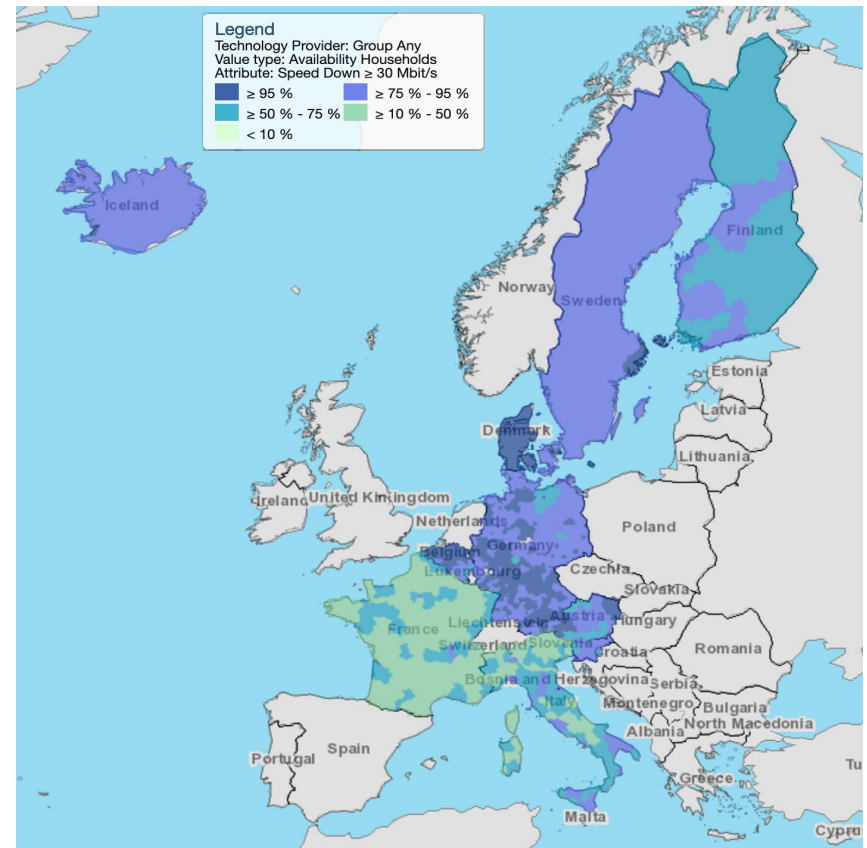 Legend
Technology Provider: Group Any
Value type: Availability Households
Attribute: Speed Down ≥ 30 Mbit/s
≥ 95 % ≥ 75 % - 95 %
≥ 50 % - 75 % ≥ 10 % - 50 %
< 10 %
Iceland
Finland
Norway
Sweden
Estonia
Latvia
Denmark
Lithuania
Ireland United Kinkingdom
Netherlands
Poland
Germany
Belgium
Luxembourg
Czechia
Slovakia
Austria
Hungary
Liechtenstein
France
Switzerland Slovenia
Croatia
Romania
Bosnia and Herzegovina
Serbia
Italy
Montenegro
Bulgaria
North Macedonia
Albania
Spain
Portugal
Greece
Tu
Malta
Cypru